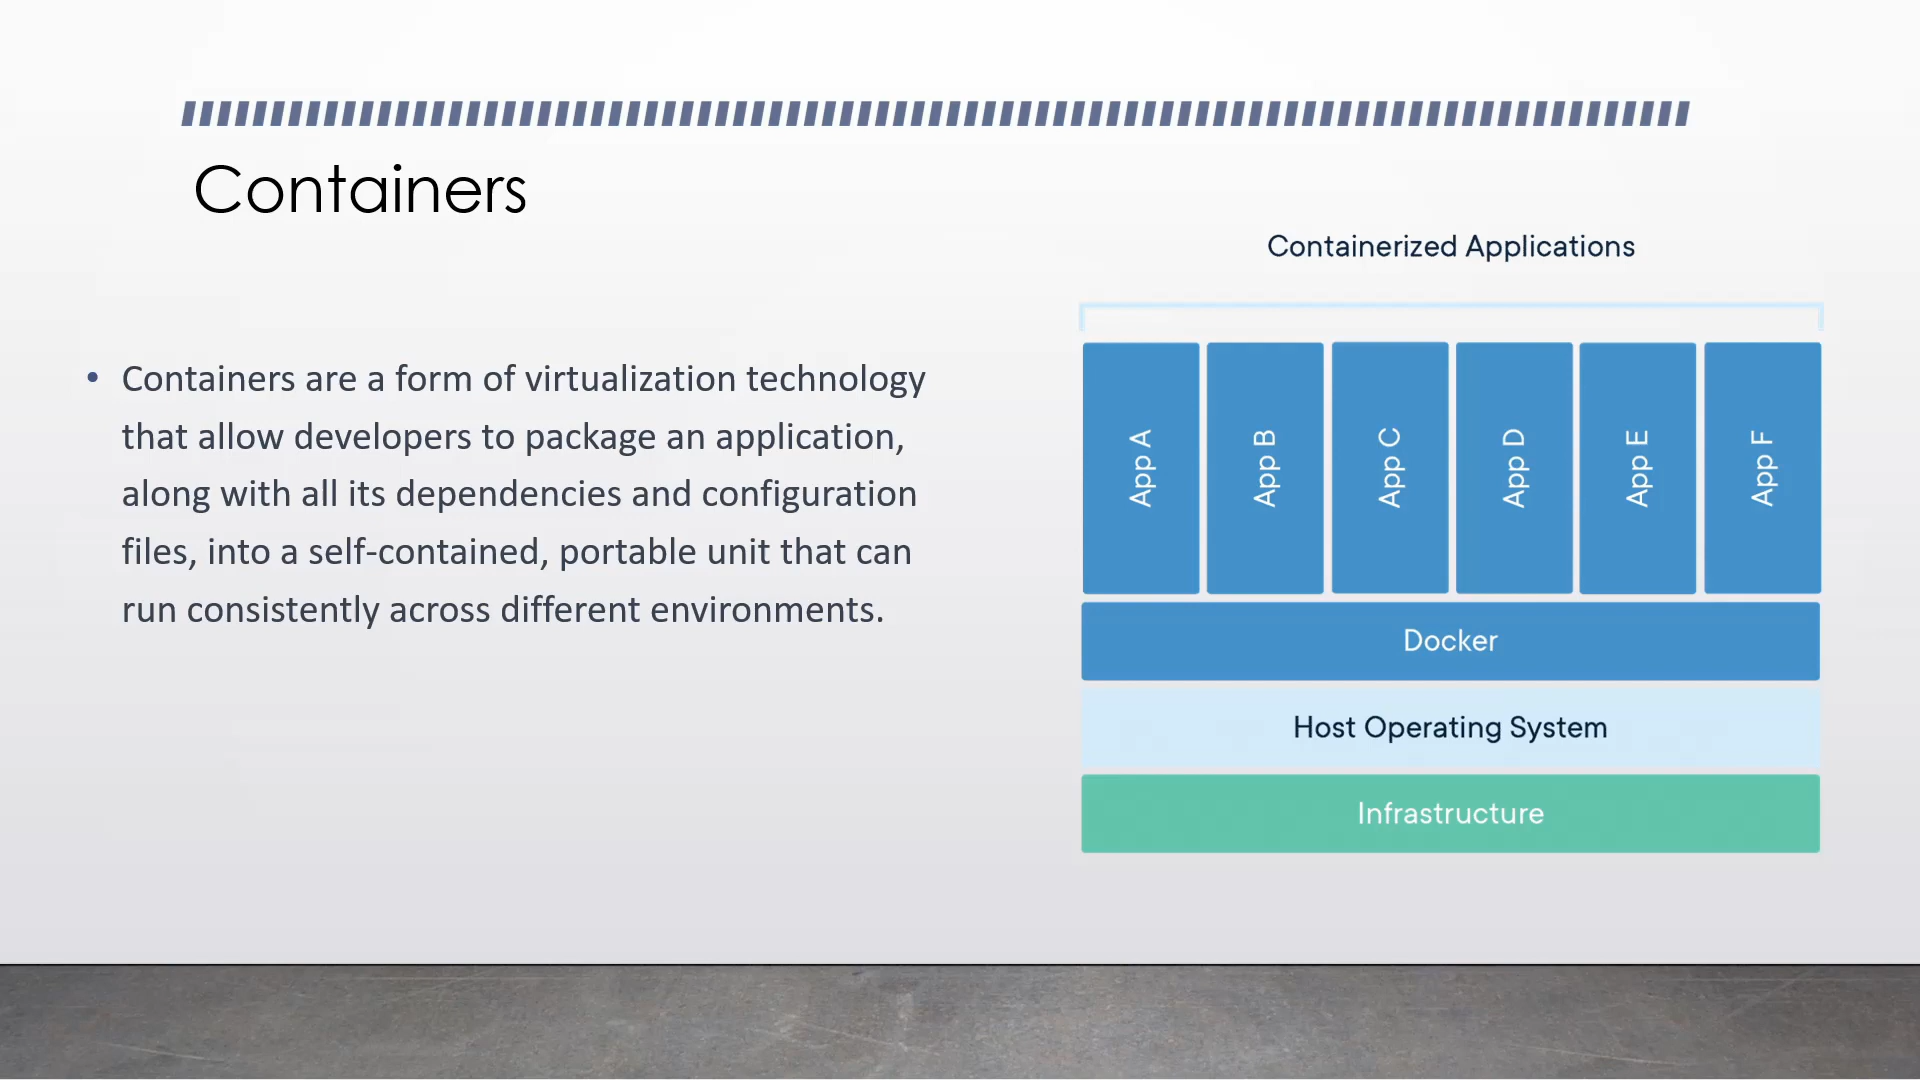 Containers
• Containers are a form of virtualization technology
that allow developers to package an application,
along with all its dependencies and configuration
files, into a self-contained, portable unit that can
run consistently across different environments.
Containerized Applications
App A
App B
App C
App D
App E
App F
Docker
Host Operating System
Infrastructure